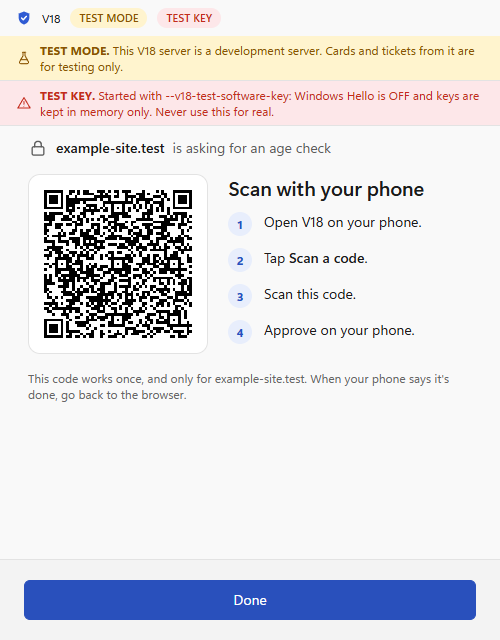 V18 TEST MODE TEST KEY
TEST MODE. This V18 server is a development server. Cards and tickets from it are
for testing only.
TEST KEY. Started with --v18-test-software-key: Windows Hello is OFF and keys are
kept in memory only. Never use this for real.
example-site.test is asking for an age check
Scan with your phone
1 Open V18 on your phone.
2 Tap Scan a code.
3 Scan this code.
4 Approve on your phone.
This code works once, and only for example-site.test. When your phone says it's
done, go back to the browser.
Done